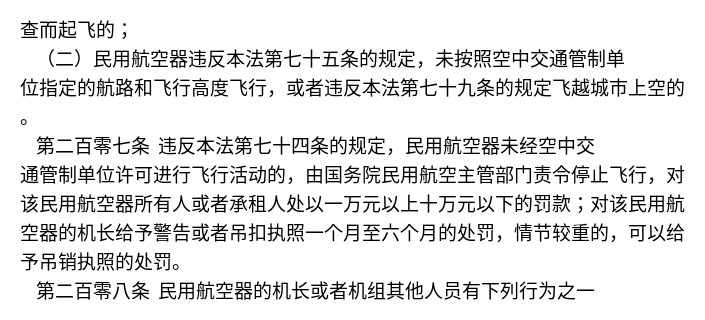 查而起飞的；
（二）民用航空器违反本法第七十五条的规定，未按照空中交通管制单
位指定的航路和飞行高度飞行，或者违反本法第七十九条的规定飞越城市上空的
。
第二百零七条 违反本法第七十四条的规定，民用航空器未经空中交
通管制单位许可进行飞行活动的，由国务院民用航空主管部门责令停止飞行，对
该民用航空器所有人或者承租人处以一万元以上十万元以下的罚款；对该民用航
空器的机长给予警告或者吊扣执照一个月至六个月的处罚，情节较重的，可以给
予吊销执照的处罚。
第二百零八条 民用航空器的机长或者机组其他人员有下列行为之一